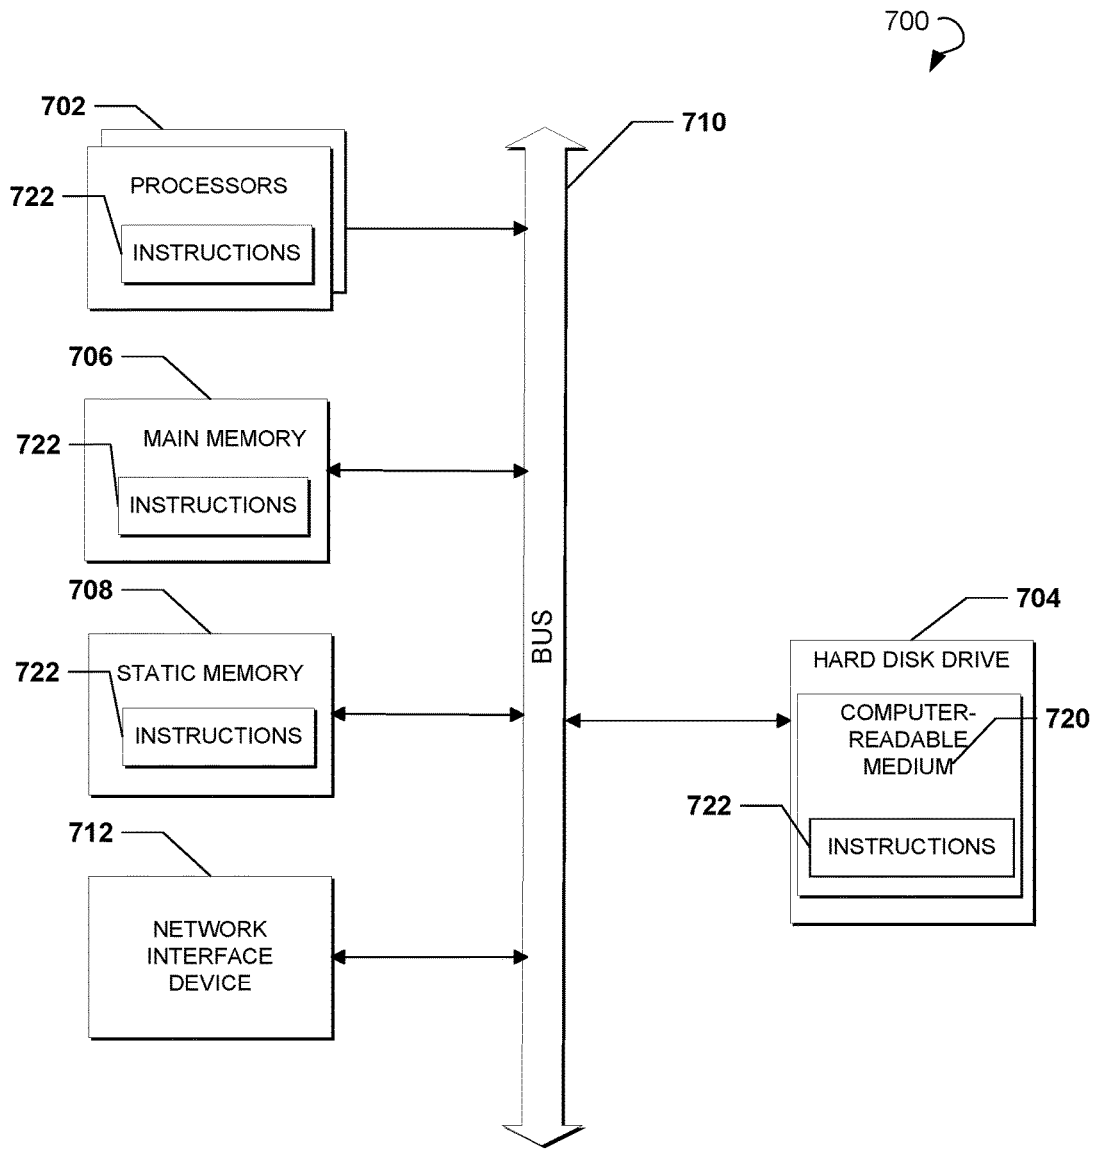 700
702
710
PROCESSORS
722
INSTRUCTIONS
706
MAIN MEMORY
722
INSTRUCTIONS
708
STATIC MEMORY
722
INSTRUCTIONS
712
NETWORK
INTERFACE
DEVICE
BUS
704
HARD DISK DRIVE
COMPUTER-
READABLE
MEDIUM
720
722
INSTRUCTIONS